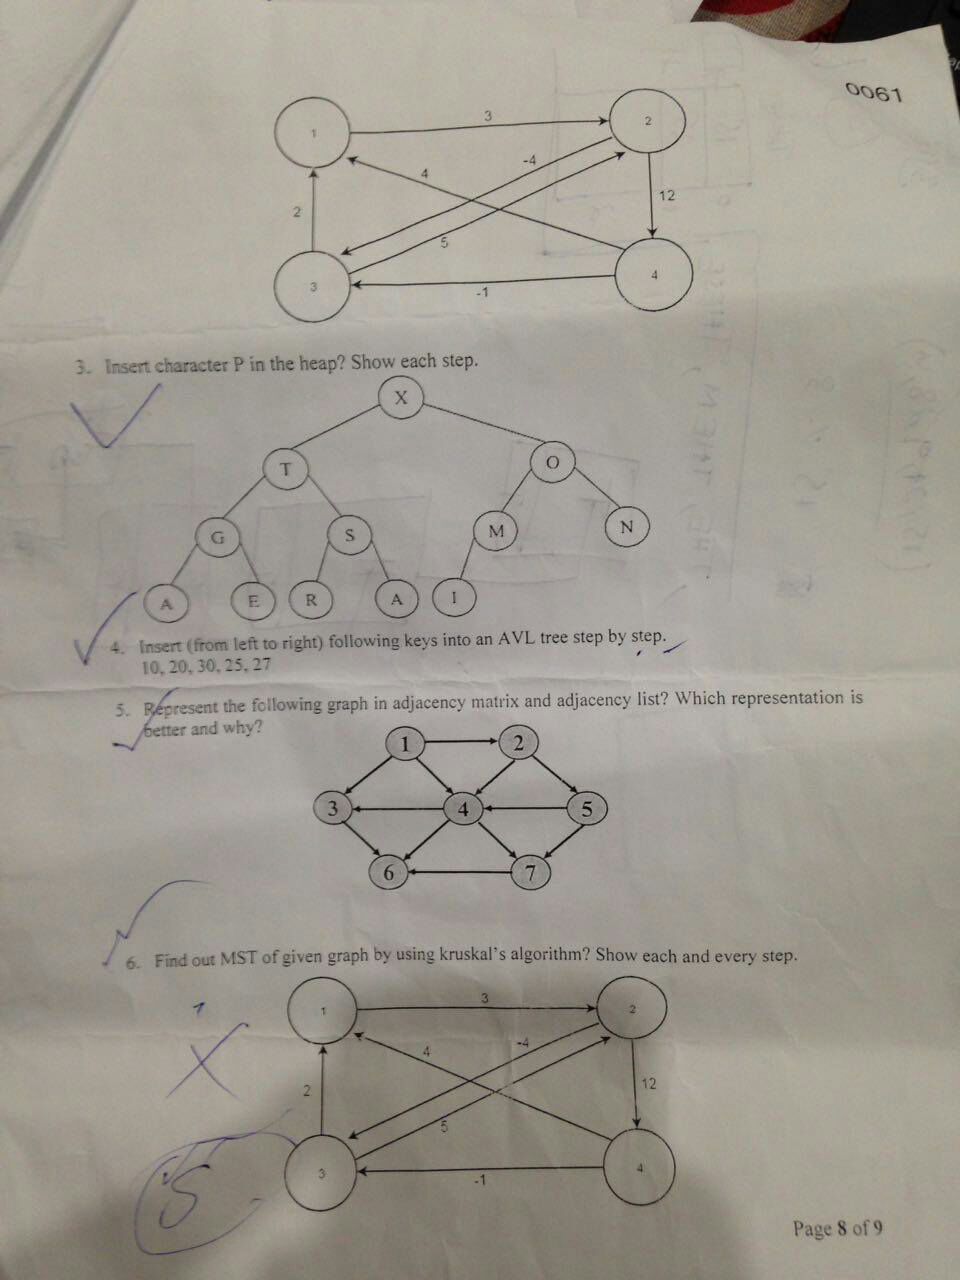 0061
1
3
2
-4
4
2
12
5
3
4
-1
3. Insert character P in the heap? Show each step.
X
T
O
G
S
M
N
A
E
R
A
I
4. Insert (from left to right) following keys into an AVL tree step by step.
10, 20, 30, 25, 27
5. Represent the following graph in adjacency matrix and adjacency list? Which representation is
better and why?
1
2
3
4
5
6
7
6. Find out MST of given graph by using kruskal's algorithm? Show each and every step.
1
3
2
-4
4
2
12
5
3
4
-1
Page 8 of 9